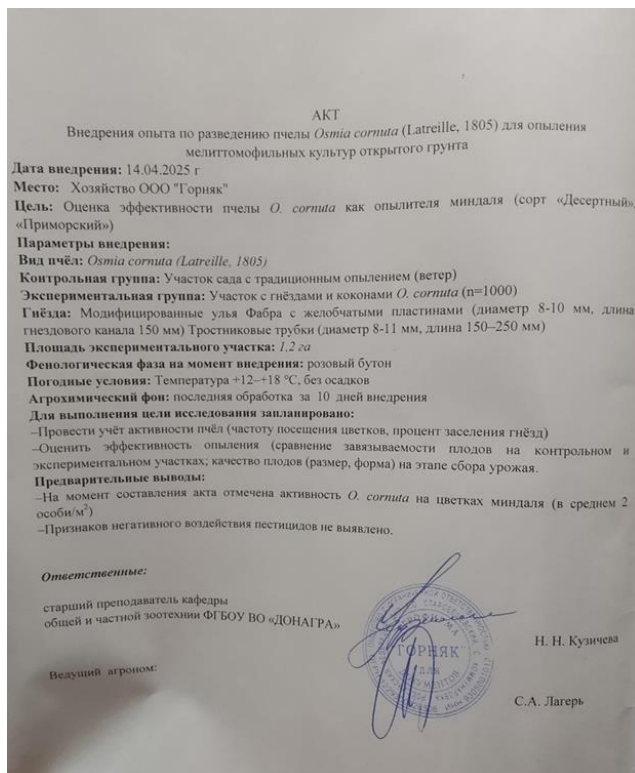 АКТ
Внедрения опыта по разведению пчелы Osmia cornuta (Latreille, 1805) для опыления
мелиттомофильных культур открытого грунта
Дата внедрения: 14.04.2025 г
Место: Хозяйство ООО "Горняк"
Цель: Оценка эффективности пчелы O. cornuta как опылителя миндаля (сорт «Десертный»,
«Приморский»)
Параметры внедрения:
Вид пчёл: Osmia cornuta (Latreille, 1805)
Контрольная группа: Участок сада с традиционным опылением (ветер)
Экспериментальная группа: Участок с гнёздами и коконами O. cornuta (n=1000)
Гнёзда: Модифицированные улья Фабра с желобчатыми пластинами (диаметр 8-10 мм, длина
гнездового канала 150 мм) Тростниковые трубки (диаметр 8-11 мм, длина 150–250 мм)
Площадь экспериментального участка: 1,2 га
Фенологическая фаза на момент внедрения: розовый бутон
Погодные условия: Температура +12–+18 °C, без осадков
Агрохимический фон: последняя обработка за 10 дней внедрения
Для выполнения цели исследования запланировано:
–Провести учёт активности пчёл (частоту посещения цветков, процент заселения гнёзд)
–Оценить эффективность опыления (сравнение завязываемости плодов на контрольном и
экспериментальном участках; качество плодов (размер, форма) на этапе сбора урожая.
Предварительные выводы:
–На момент составления акта отмечена активность O. cornuta на цветках миндаля (в среднем 2
особи/м²)
–Признаков негативного воздействия пестицидов не выявлено.
Ответственные:
старший преподаватель кафедры
общей и частной зоотехнии ФГБОУ ВО «ДОНАГРА»
Н. Н. Кузичева
"ГОРНЯК"
ДЛЯ
ДОКУМЕНТОВ
Ведущий агроном:
С.А. Лагерь